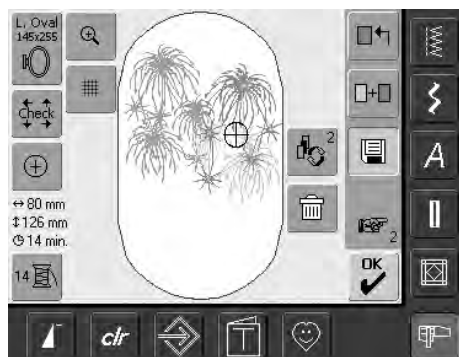 L. Oval
145x255
Check
2
80 mm
126 mm
14 min.
2
14
OK
A
clr
T